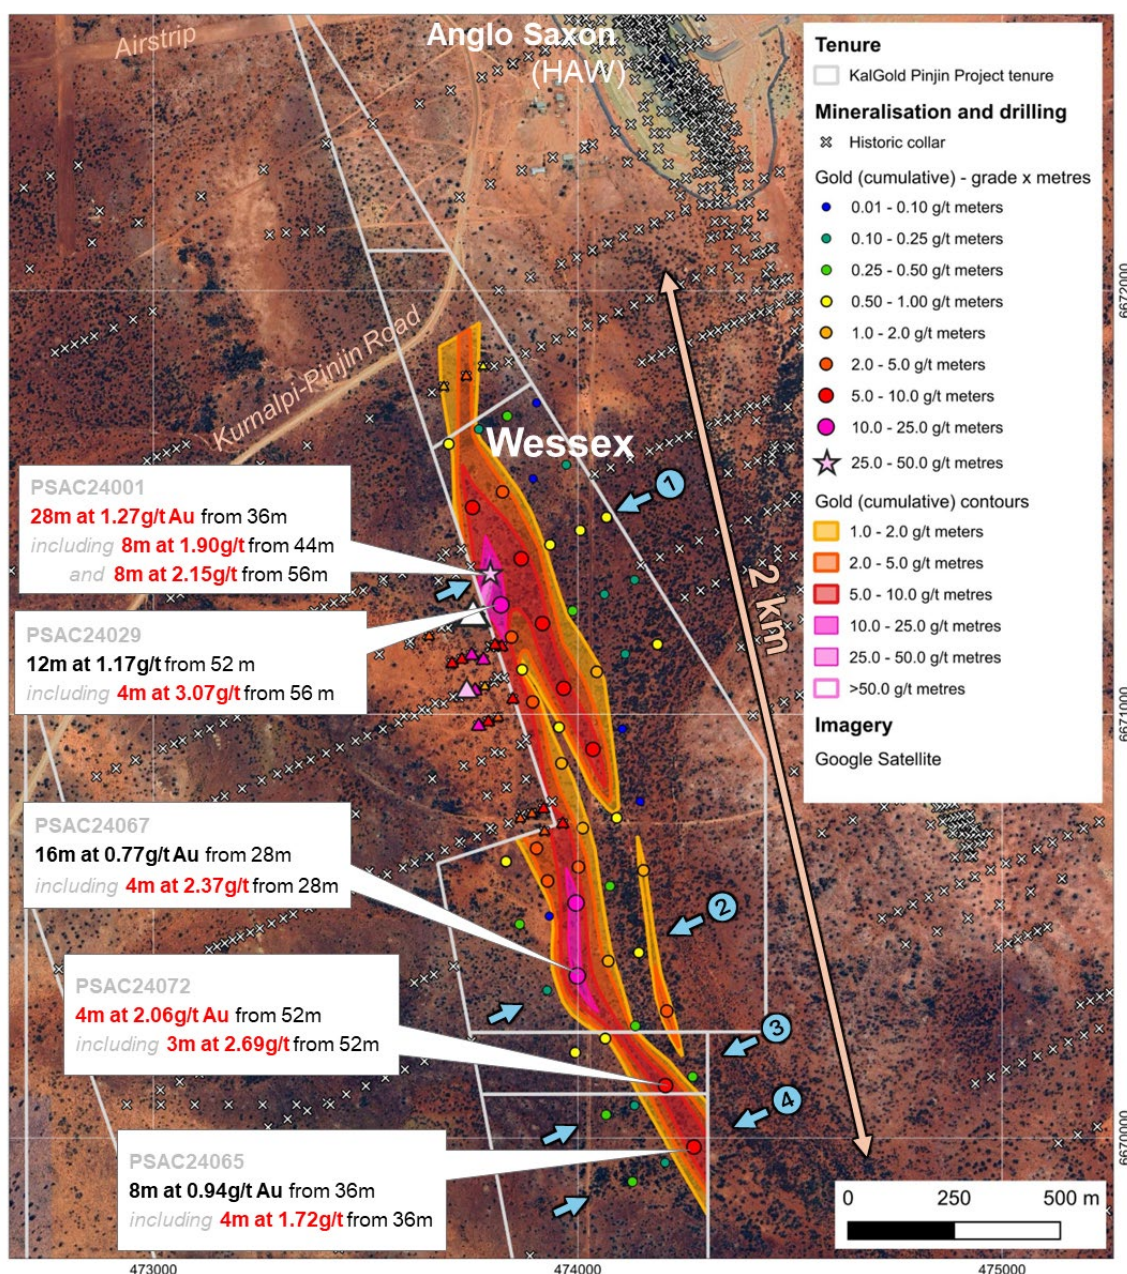 Airstrip
Anglo Saxon
(HAW)
Kurnalpi-Pinjin Road
Wessex
1
PSAC24001
28m at 1.27g/t Au from 36m
including 8m at 1.90g/t from 44m
and 8m at 2.15g/t from 56m
PSAC24029
12m at 1.17g/t from 52 m
including 4m at 3.07g/t from 56 m
2 km
PSAC24067
16m at 0.77g/t Au from 28m
including 4m at 2.37g/t from 28m
2
PSAC24072
4m at 2.06g/t Au from 52m
including 3m at 2.69g/t from 52m
3
4
PSAC24065
8m at 0.94g/t Au from 36m
including 4m at 1.72g/t from 36m
Tenure
KalGold Pinjin Project tenure
Mineralisation and drilling
Historic collar
Gold (cumulative) - grade x metres
0.01 - 0.10 g/t meters
0.10 - 0.25 g/t meters
0.25 - 0.50 g/t meters
0.50 - 1.00 g/t meters
1.0 - 2.0 g/t meters
2.0 - 5.0 g/t meters
5.0 - 10.0 g/t meters
10.0 - 25.0 g/t meters
25.0 - 50.0 g/t metres
Gold (cumulative) contours
1.0 - 2.0 g/t meters
2.0 - 5.0 g/t meters
5.0 - 10.0 g/t metres
10.0 - 25.0 g/t metres
25.0 - 50.0 g/t metres
>50.0 g/t metres
Imagery
Google Satellite
6672000
6671000
6670000
0 250 500 m
473000 474000 475000